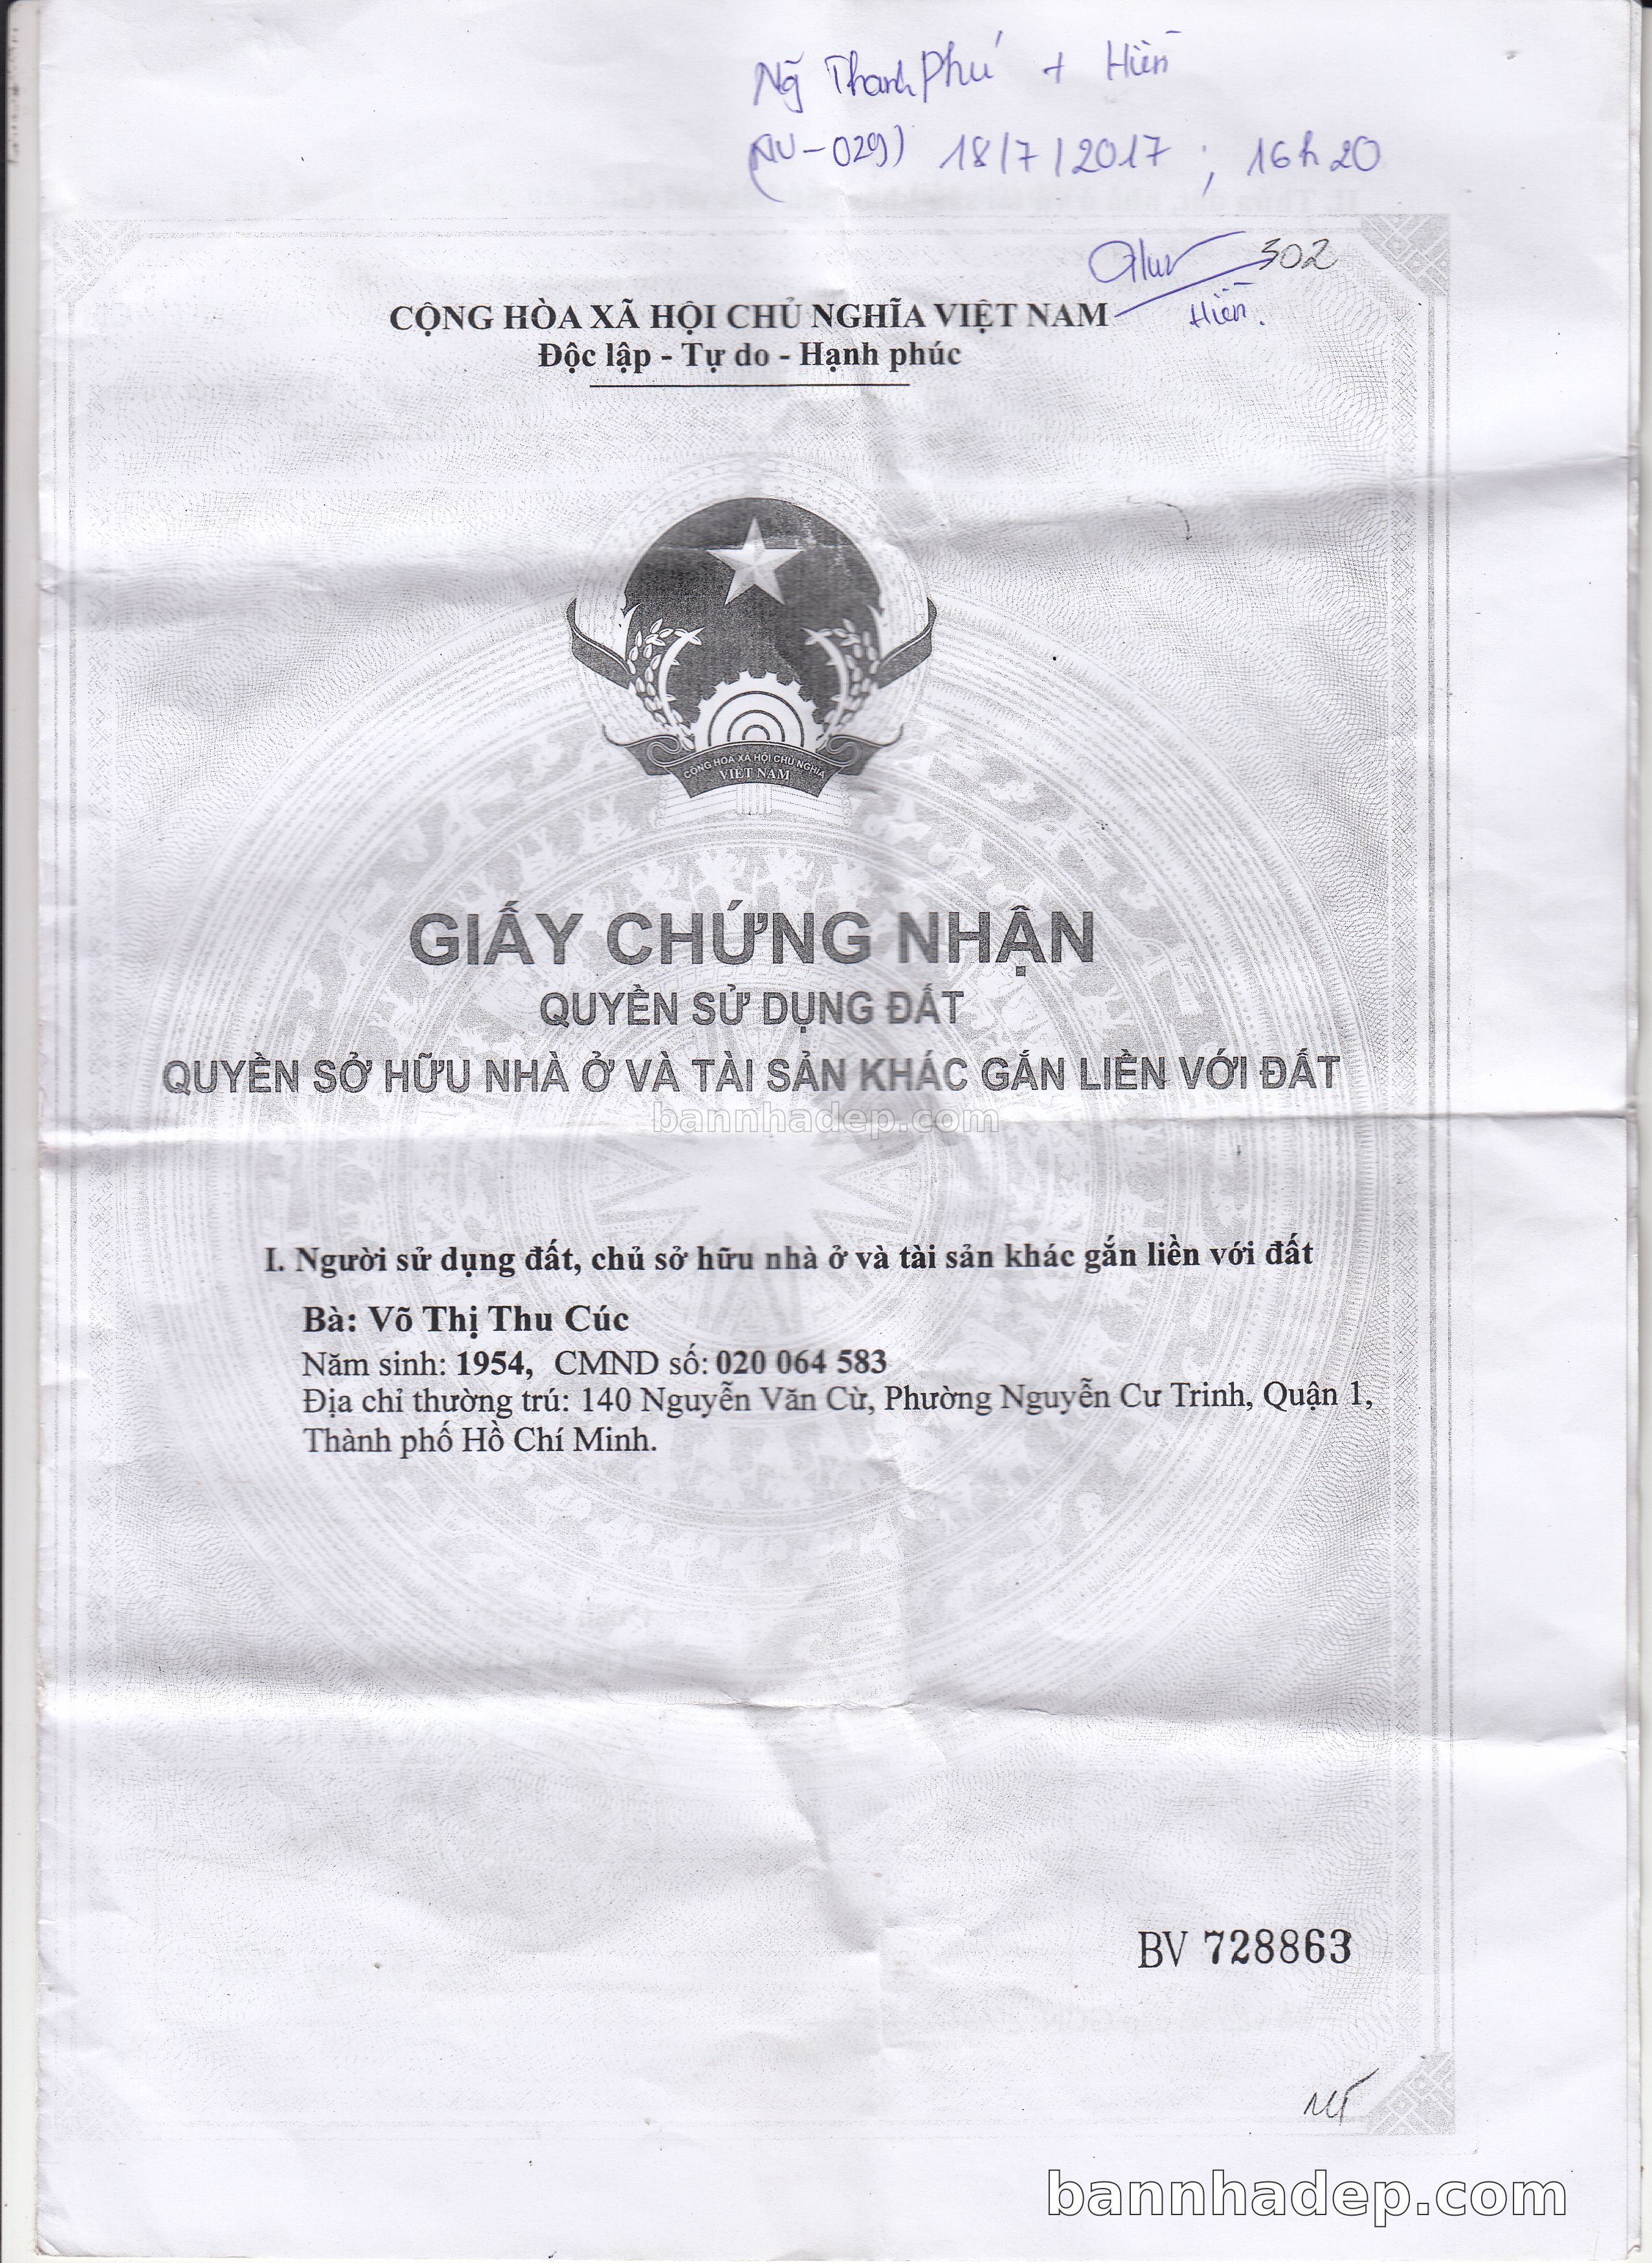 Ng Thanh Phú + Hiền
(NV-029) 18/7/2017 ; 16h20
302
Hiền.
CỘNG HÒA XÃ HỘI CHỦ NGHĨA VIỆT NAM
Độc lập - Tự do - Hạnh phúc
CỘNG HÒA XÃ HỘI CHỦ NGHĨA
VIỆT NAM
GIẤY CHỨNG NHẬN
QUYỀN SỬ DỤNG ĐẤT
QUYỀN SỞ HỮU NHÀ Ở VÀ TÀI SẢN KHÁC GẮN LIỀN VỚI ĐẤT
bannhadep.com
I. Người sử dụng đất, chủ sở hữu nhà ở và tài sản khác gắn liền với đất
Bà: Võ Thị Thu Cúc
Năm sinh: 1954, CMND số: 020 064 583
Địa chỉ thường trú: 140 Nguyễn Văn Cừ, Phường Nguyễn Cư Trinh, Quận 1,
Thành phố Hồ Chí Minh.
BV 728863
bannhadep.com